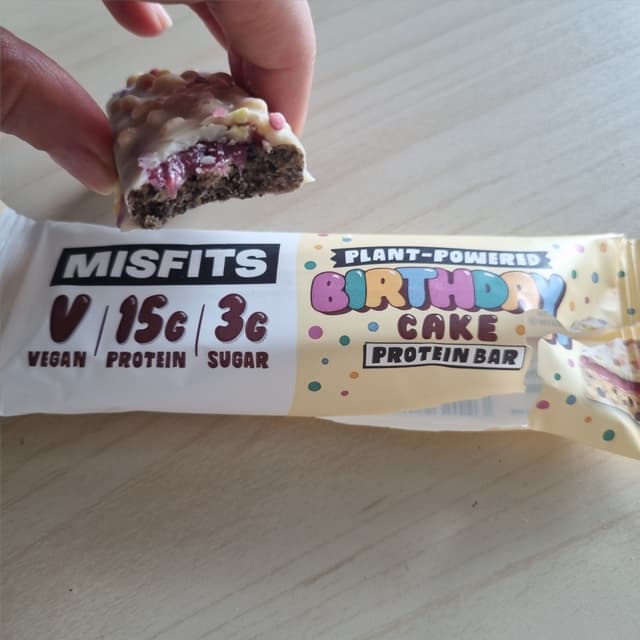 MISFITS
V
VEGAN
15G
PROTEIN
3G
SUGAR
PLANT-POWERED
BIRTHDAY
CAKE
PROTEIN BAR